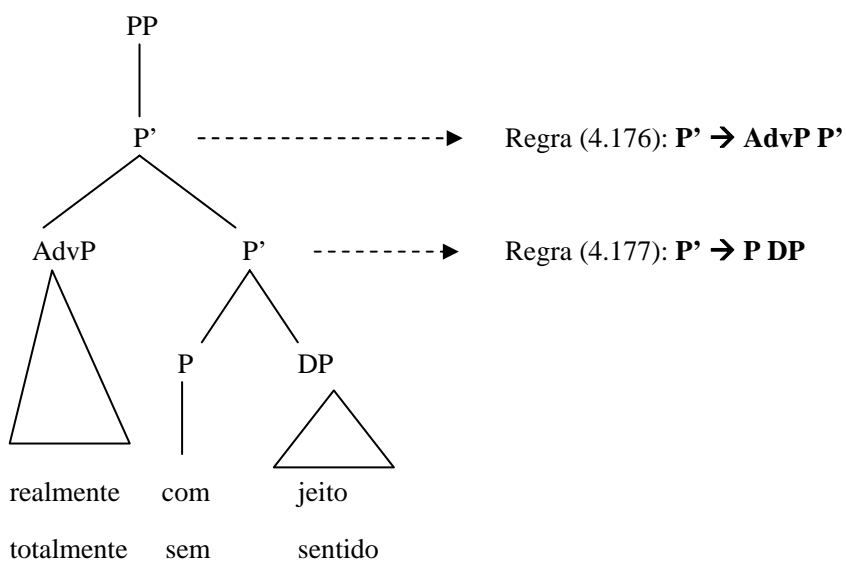 PP
P’ Regra (4.176): P’ → AdvP P’
AdvP P’ Regra (4.177): P’ → P DP
P DP
realmente com jeito
totalmente sem sentido